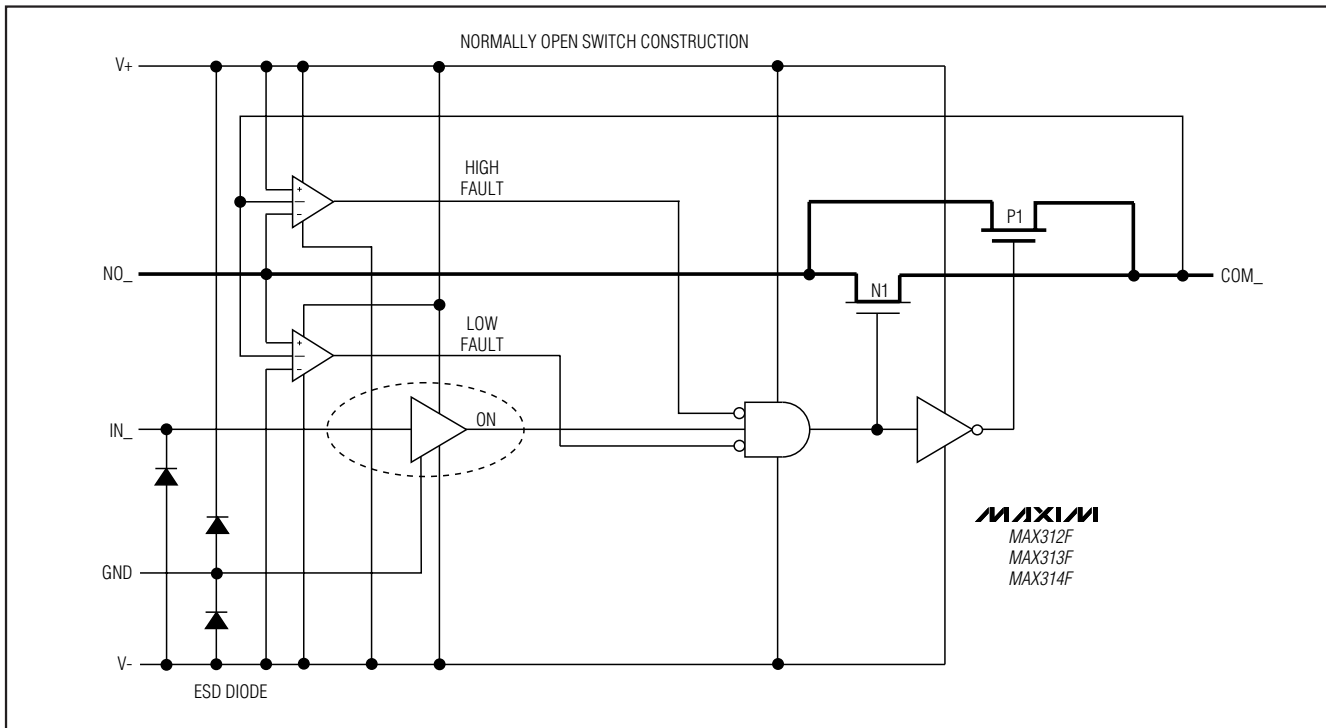 NORMALLY OPEN SWITCH CONSTRUCTION
V+
HIGH
FAULT
+
–
-
P1
NO_
COM_
N1
LOW
FAULT
+
–
-
ON
IN_
MAXIM
MAX312F
MAX313F
MAX314F
GND
V-
ESD DIODE